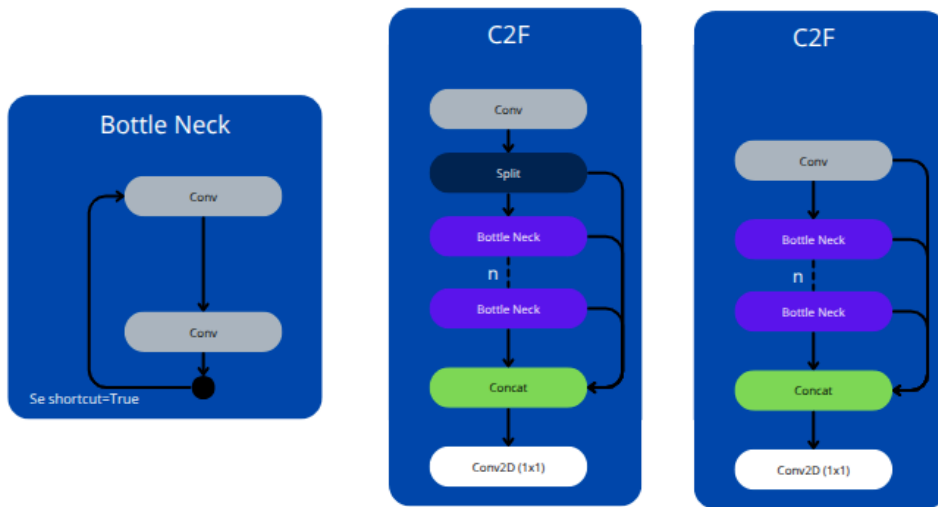 Bottle Neck
Conv
Conv
Se shortcut=True
C2F
Conv
Split
Bottle Neck
n
Bottle Neck
Concat
Conv2D (1x1)
C2F
Conv
Bottle Neck
n
Bottle Neck
Concat
Conv2D (1x1)